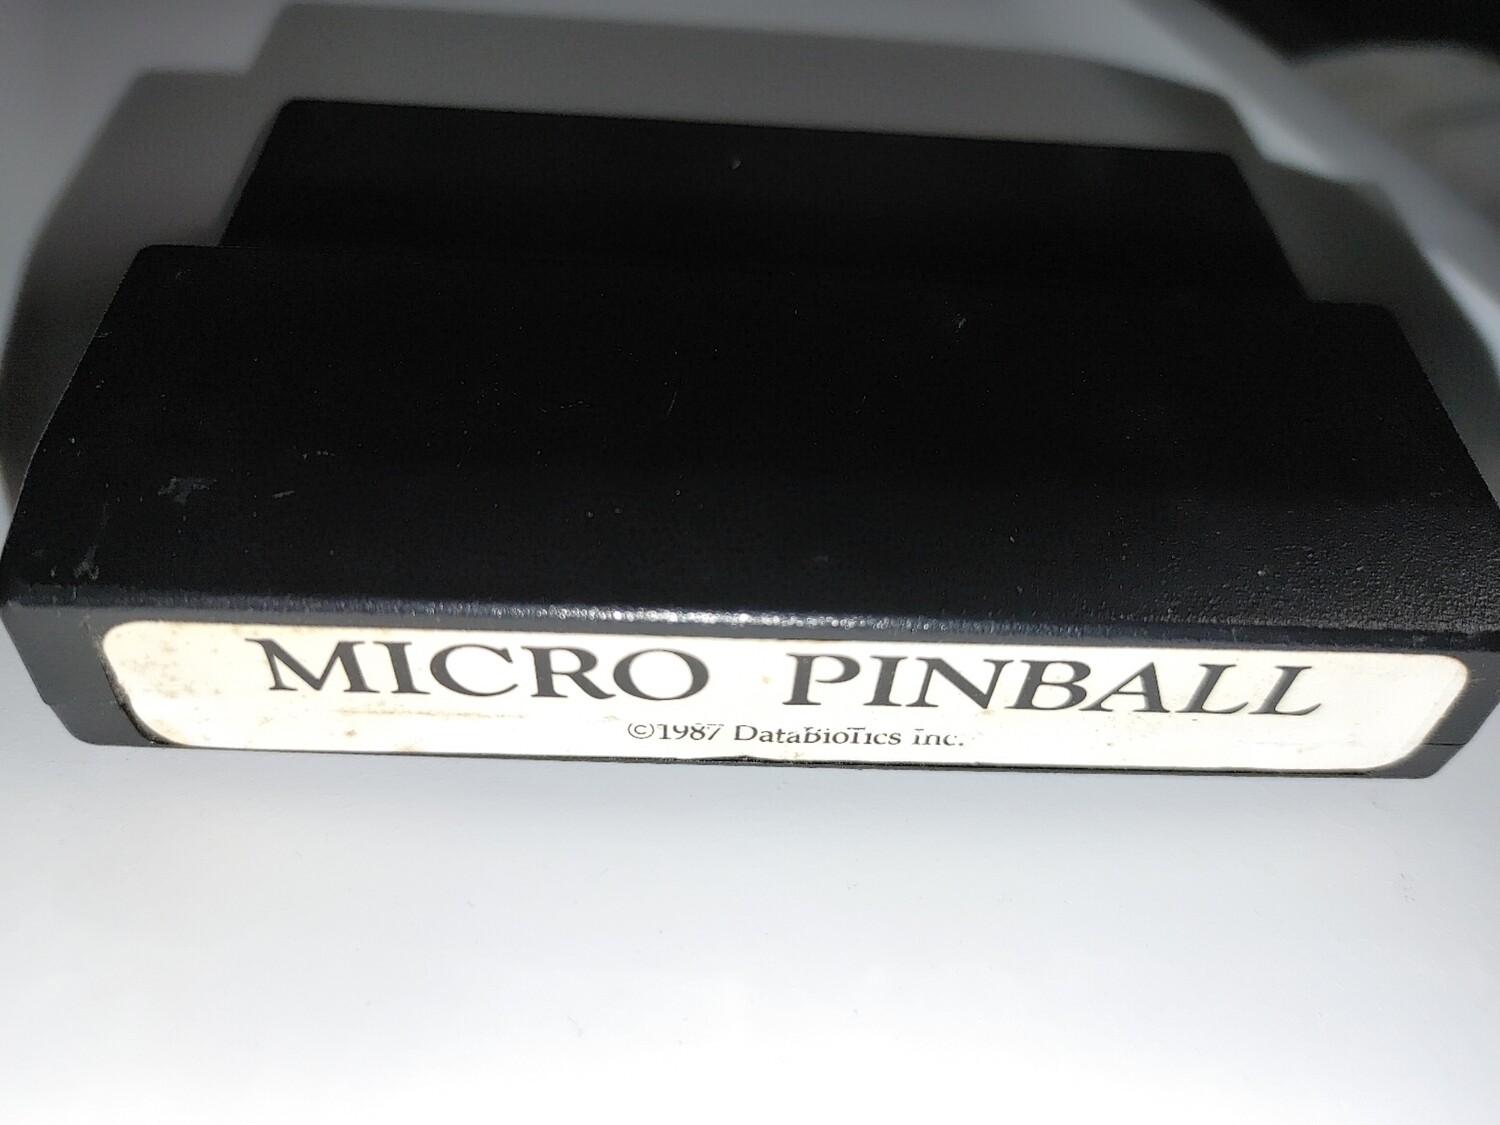 MICRO PINBALL
©1987 DataBioTics Inc.